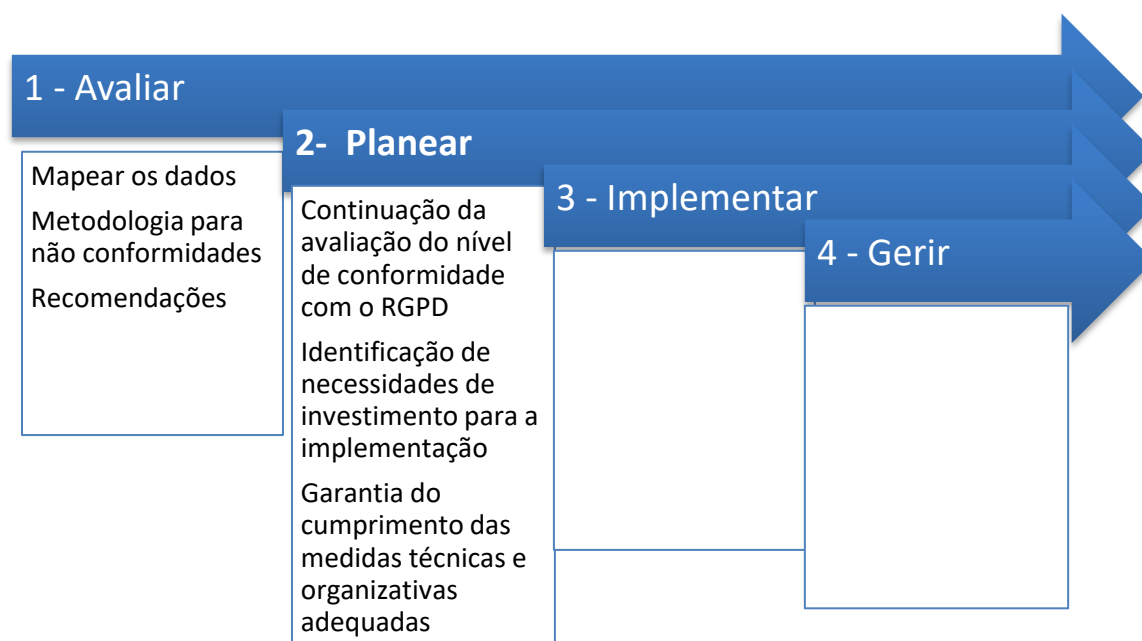 1 - Avaliar
Mapear os dados
Metodologia para
não conformidades
Recomendações
2-  Planear
Continuação da
avaliação do nível
de conformidade
com o RGPD
Identificação de
necessidades de
investimento para a
implementação
Garantia do
cumprimento das
medidas técnicas e
organizativas
adequadas
3 - Implementar
4 - Gerir